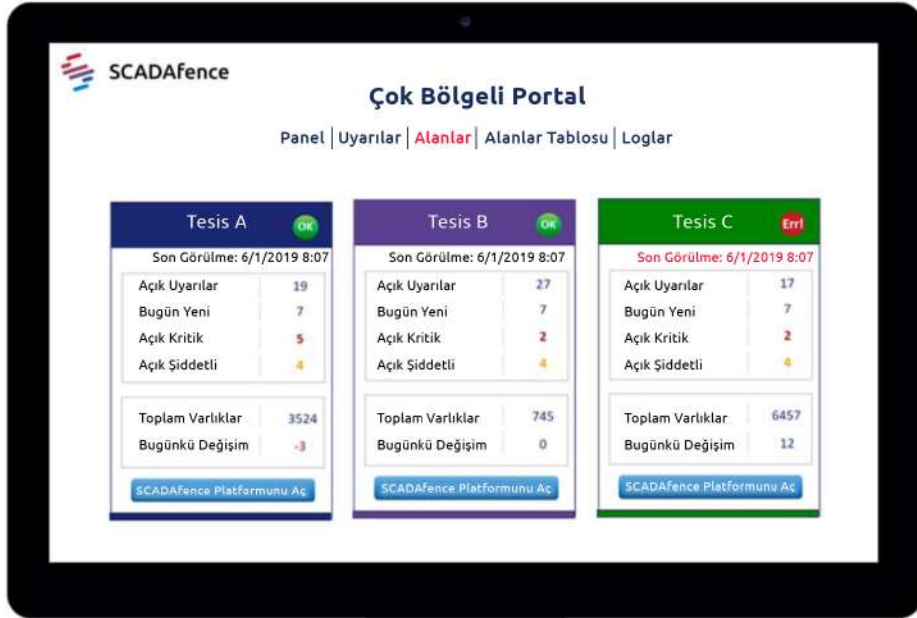 SCADAfence
Çok Bölgeli Portal
Panel | Uyarılar | Alanlar | Alanlar Tablosu | Loglar
Tesis A OK
Son Görülme: 6/1/2019 8:07
Açık Uyarılar 19
Bugün Yeni 7
Açık Kritik 5
Açık Şiddetli 4
Toplam Varlıklar 3524
Bugünkü Değişim -3
SCADAfence Platformunu Aç
Tesis B OK
Son Görülme: 6/1/2019 8:07
Açık Uyarılar 27
Bugün Yeni 7
Açık Kritik 2
Açık Şiddetli 4
Toplam Varlıklar 745
Bugünkü Değişim 0
SCADAfence Platformunu Aç
Tesis C Err!
Son Görülme: 6/1/2019 8:07
Açık Uyarılar 17
Bugün Yeni 7
Açık Kritik 2
Açık Şiddetli 4
Toplam Varlıklar 6457
Bugünkü Değişim 12
SCADAfence Platformunu Aç